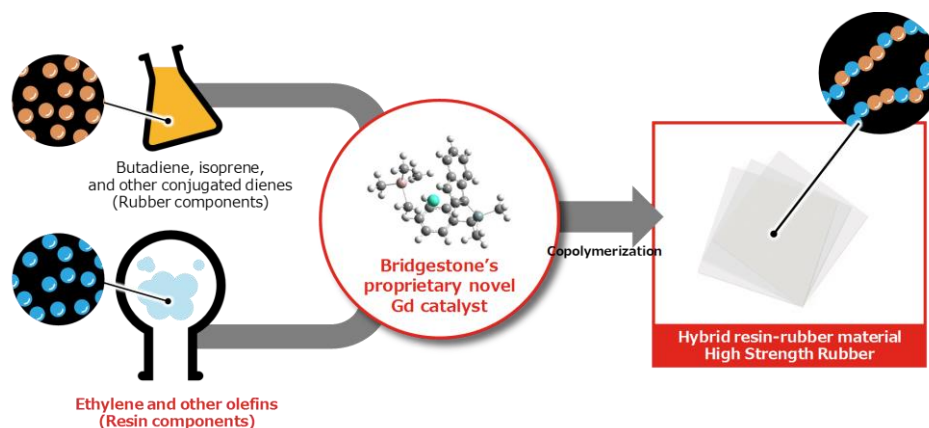 Butadiene, isoprene,
and other conjugated dienes
(Rubber components)
Ethylene and other olefins
(Resin components)
Bridgestone's
proprietary novel
Gd catalyst
Copolymerization
Hybrid resin-rubber material
High Strength Rubber